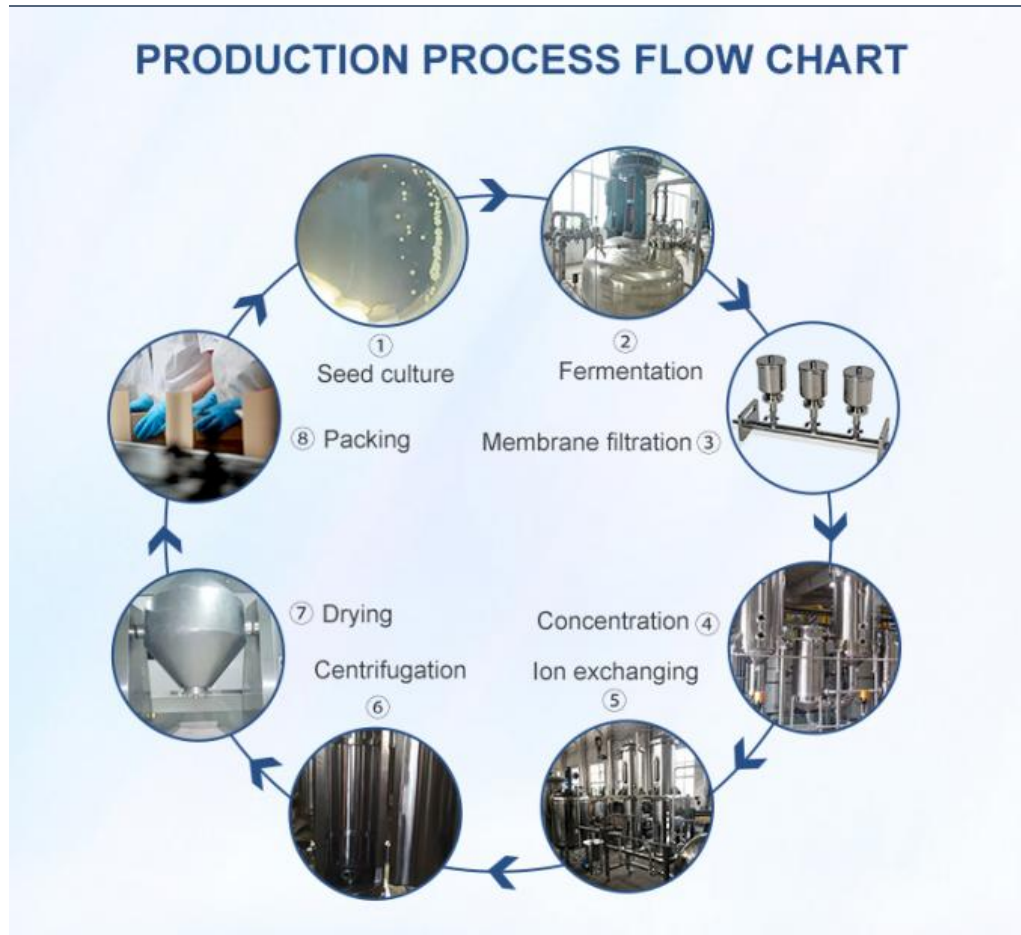 PRODUCTION PROCESS FLOW CHART
①
Seed culture
②
Fermentation
Membrane filtration ③
Concentration ④
Ion exchanging
⑤
Centrifugation
⑥
⑦ Drying
⑧ Packing